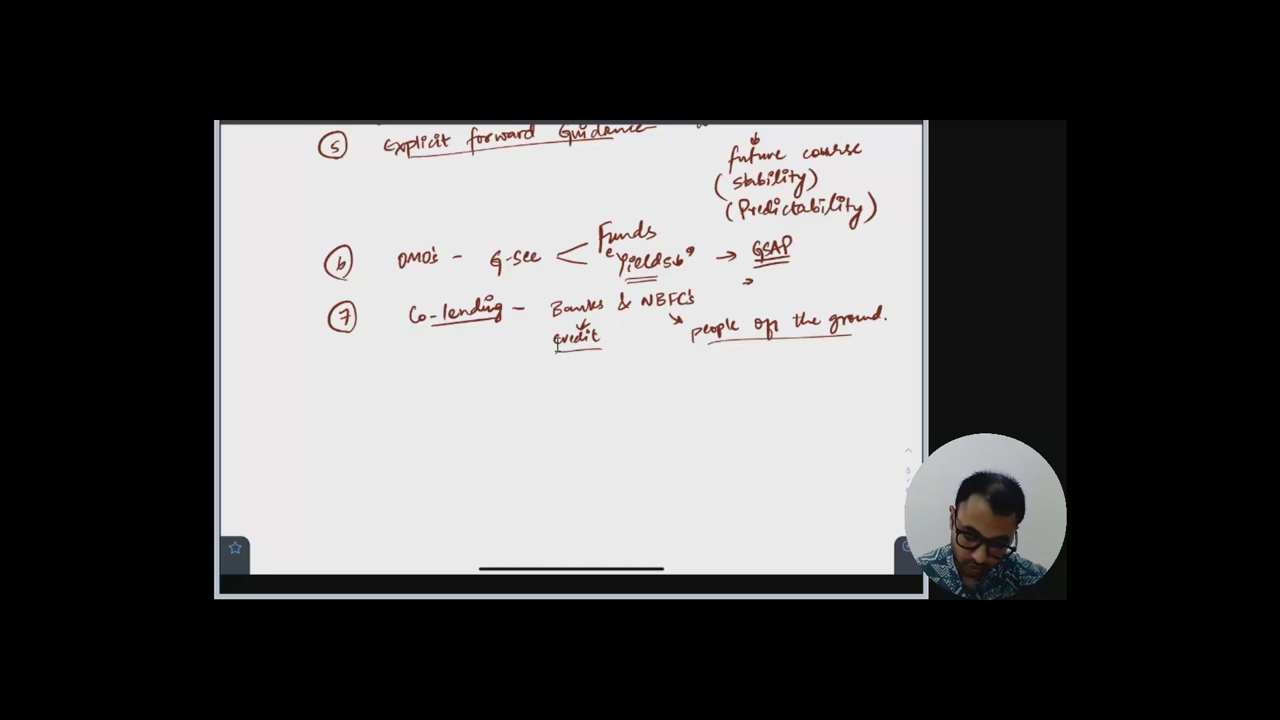 ⑤ Explicit forward Guidance
↓
future course
(Stability)
(Predictability)
⑥ OMO's - G-Sec < Funds
"Yields↓" → GSAP
→
⑦ Co-lending - Banks & NBFC's
↓ credit
↘ people on the ground.